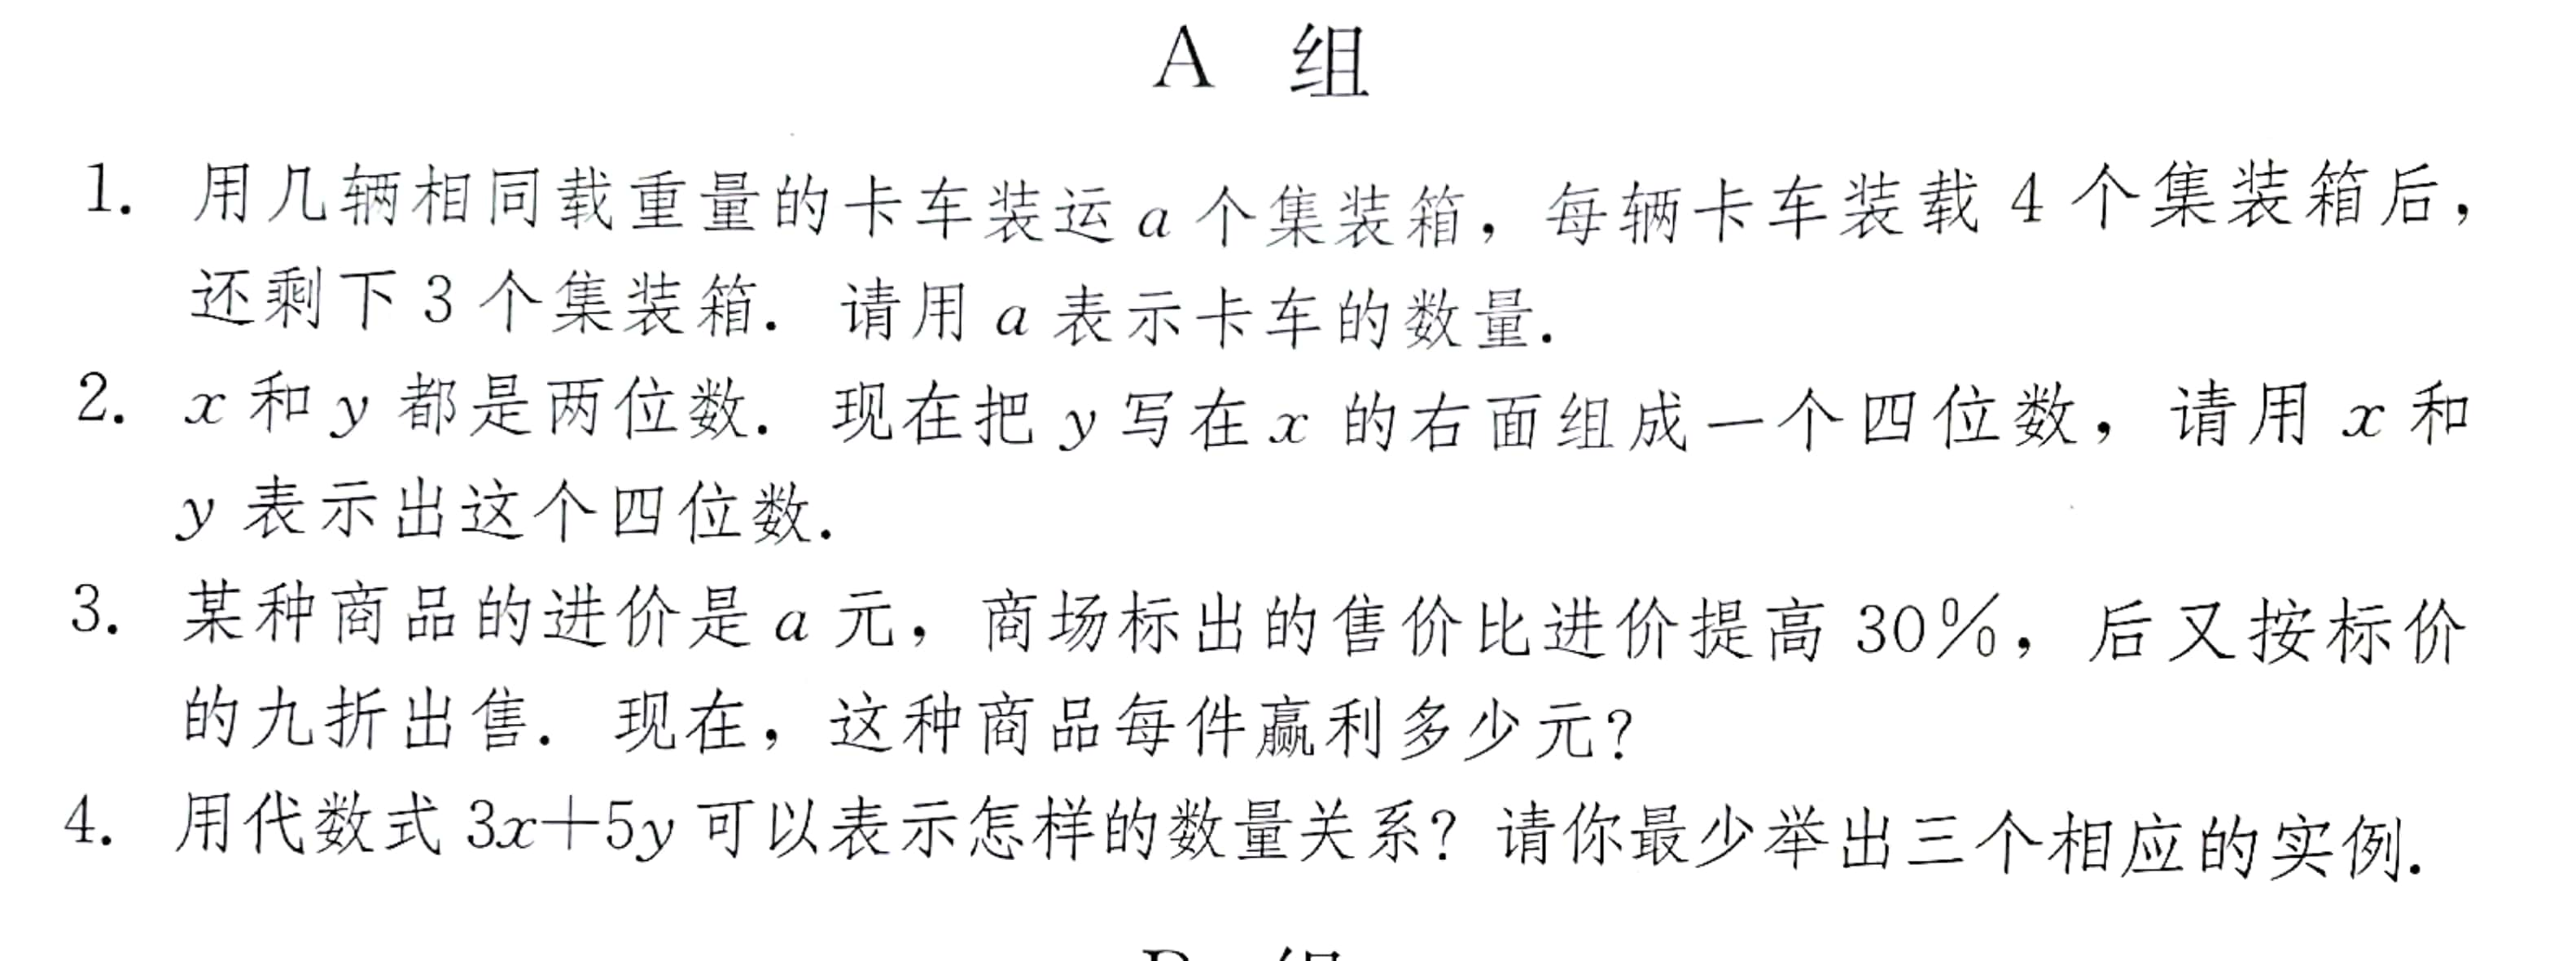 A 组
1. 用几辆相同载重量的卡车装运 a 个集装箱，每辆卡车装载 4 个集装箱后，
还剩下 3 个集装箱. 请用 a 表示卡车的数量.
2. x 和 y 都是两位数. 现在把 y 写在 x 的右面组成一个四位数，请用 x 和
y 表示出这个四位数.
3. 某种商品的进价是 a 元，商场标出的售价比进价提高 30%，后又按标价
的九折出售. 现在，这种商品每件赢利多少元?
4. 用代数式 3x+5y 可以表示怎样的数量关系? 请你最少举出三个相应的实例.